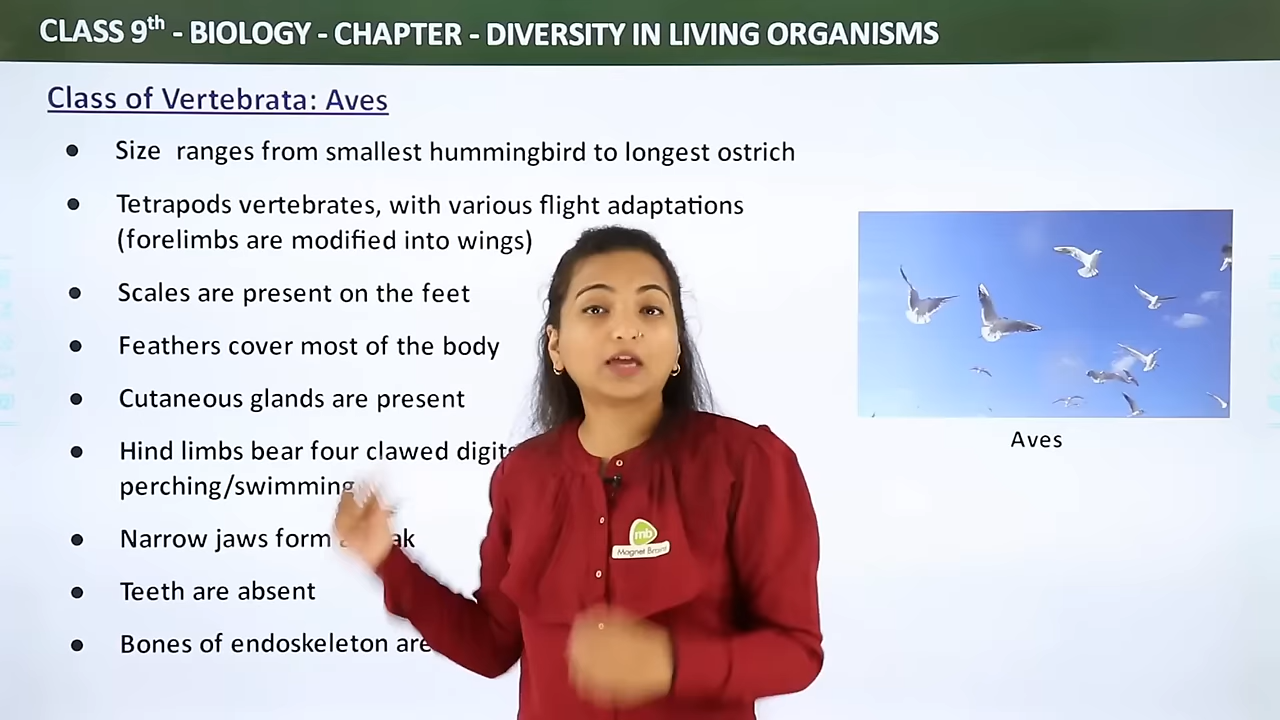 CLASS 9th - BIOLOGY - CHAPTER - DIVERSITY IN LIVING ORGANISMS
Class of Vertebrata: Aves
● Size ranges from smallest hummingbird to longest ostrich
● Tetrapods vertebrates, with various flight adaptations
(forelimbs are modified into wings)
● Scales are present on the feet
● Feathers cover most of the body
● Cutaneous glands are present
● Hind limbs bear four clawed digits
perching/swimming
● Narrow jaws form
● Teeth are absent
● Bones of endoskeleton are
Aves
mb
Magnet Brains